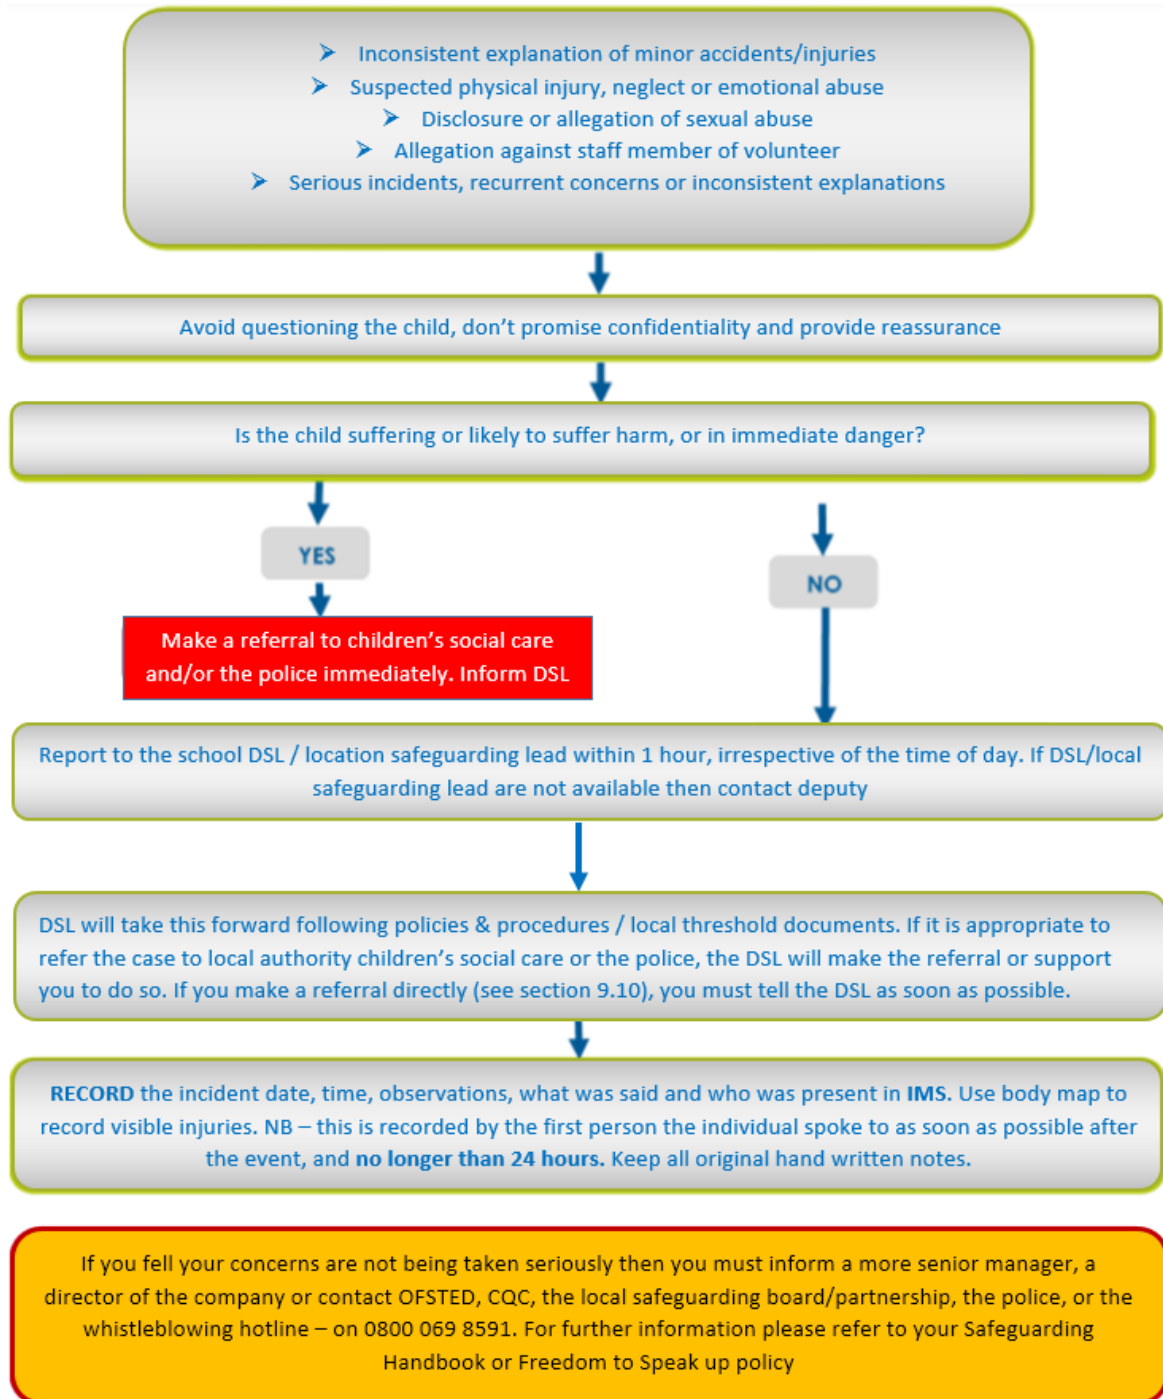 ➤ Inconsistent explanation of minor accidents/injuries
➤ Suspected physical injury, neglect or emotional abuse
➤ Disclosure or allegation of sexual abuse
➤ Allegation against staff member of volunteer
➤ Serious incidents, recurrent concerns or inconsistent explanations
Avoid questioning the child, don't promise confidentiality and provide reassurance
Is the child suffering or likely to suffer harm, or in immediate danger?
YES
NO
Make a referral to children's social care
and/or the police immediately. Inform DSL
Report to the school DSL / location safeguarding lead within 1 hour, irrespective of the time of day. If DSL/local
safeguarding lead are not available then contact deputy
DSL will take this forward following policies & procedures / local threshold documents. If it is appropriate to
refer the case to local authority children's social care or the police, the DSL will make the referral or support
you to do so. If you make a referral directly (see section 9.10), you must tell the DSL as soon as possible.
RECORD the incident date, time, observations, what was said and who was present in IMS. Use body map to
record visible injuries. NB – this is recorded by the first person the individual spoke to as soon as possible after
the event, and no longer than 24 hours. Keep all original hand written notes.
If you fell your concerns are not being taken seriously then you must inform a more senior manager, a
director of the company or contact OFSTED, CQC, the local safeguarding board/partnership, the police, or the
whistleblowing hotline – on 0800 069 8591. For further information please refer to your Safeguarding
Handbook or Freedom to Speak up policy